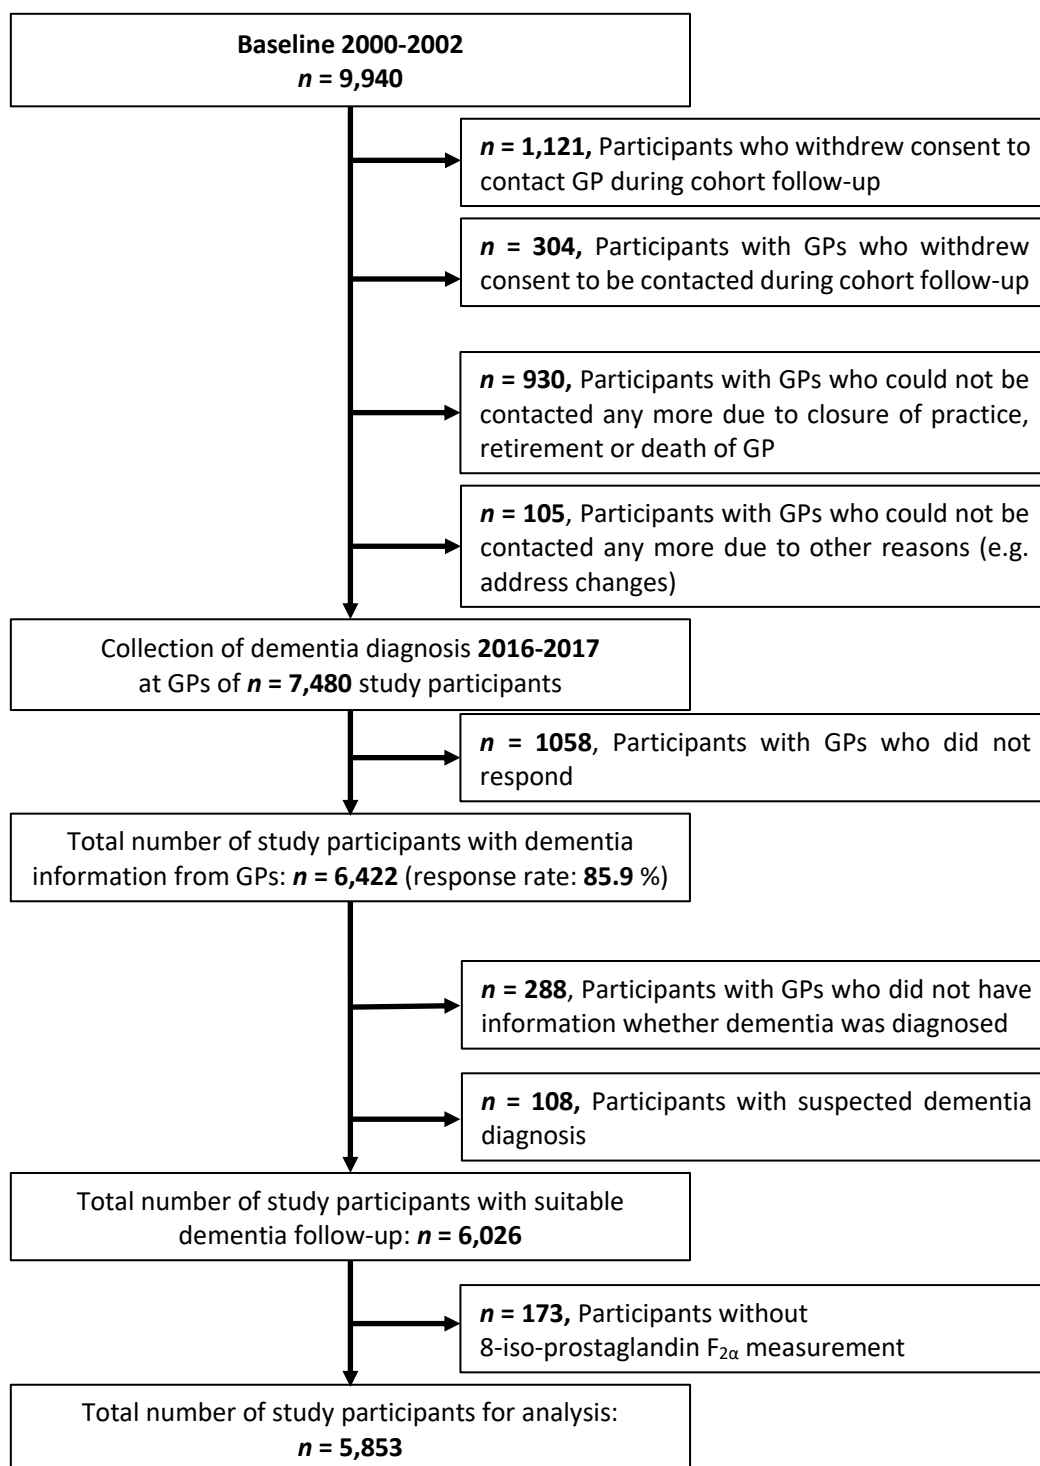 Baseline 2000-2002
n = 9,940
n = 1,121, Participants who withdrew consent to
contact GP during cohort follow-up
n = 304, Participants with GPs who withdrew
consent to be contacted during cohort follow-up
n = 930, Participants with GPs who could not be
contacted any more due to closure of practice,
retirement or death of GP
n = 105, Participants with GPs who could not be
contacted any more due to other reasons (e.g.
address changes)
Collection of dementia diagnosis 2016-2017
at GPs of n = 7,480 study participants
n = 1058, Participants with GPs who did not
respond
Total number of study participants with dementia
information from GPs: n = 6,422 (response rate: 85.9 %)
n = 288, Participants with GPs who did not have
information whether dementia was diagnosed
n = 108, Participants with suspected dementia
diagnosis
Total number of study participants with suitable
dementia follow-up: n = 6,026
n = 173, Participants without
8-iso-prostaglandin F2α measurement
Total number of study participants for analysis:
n = 5,853